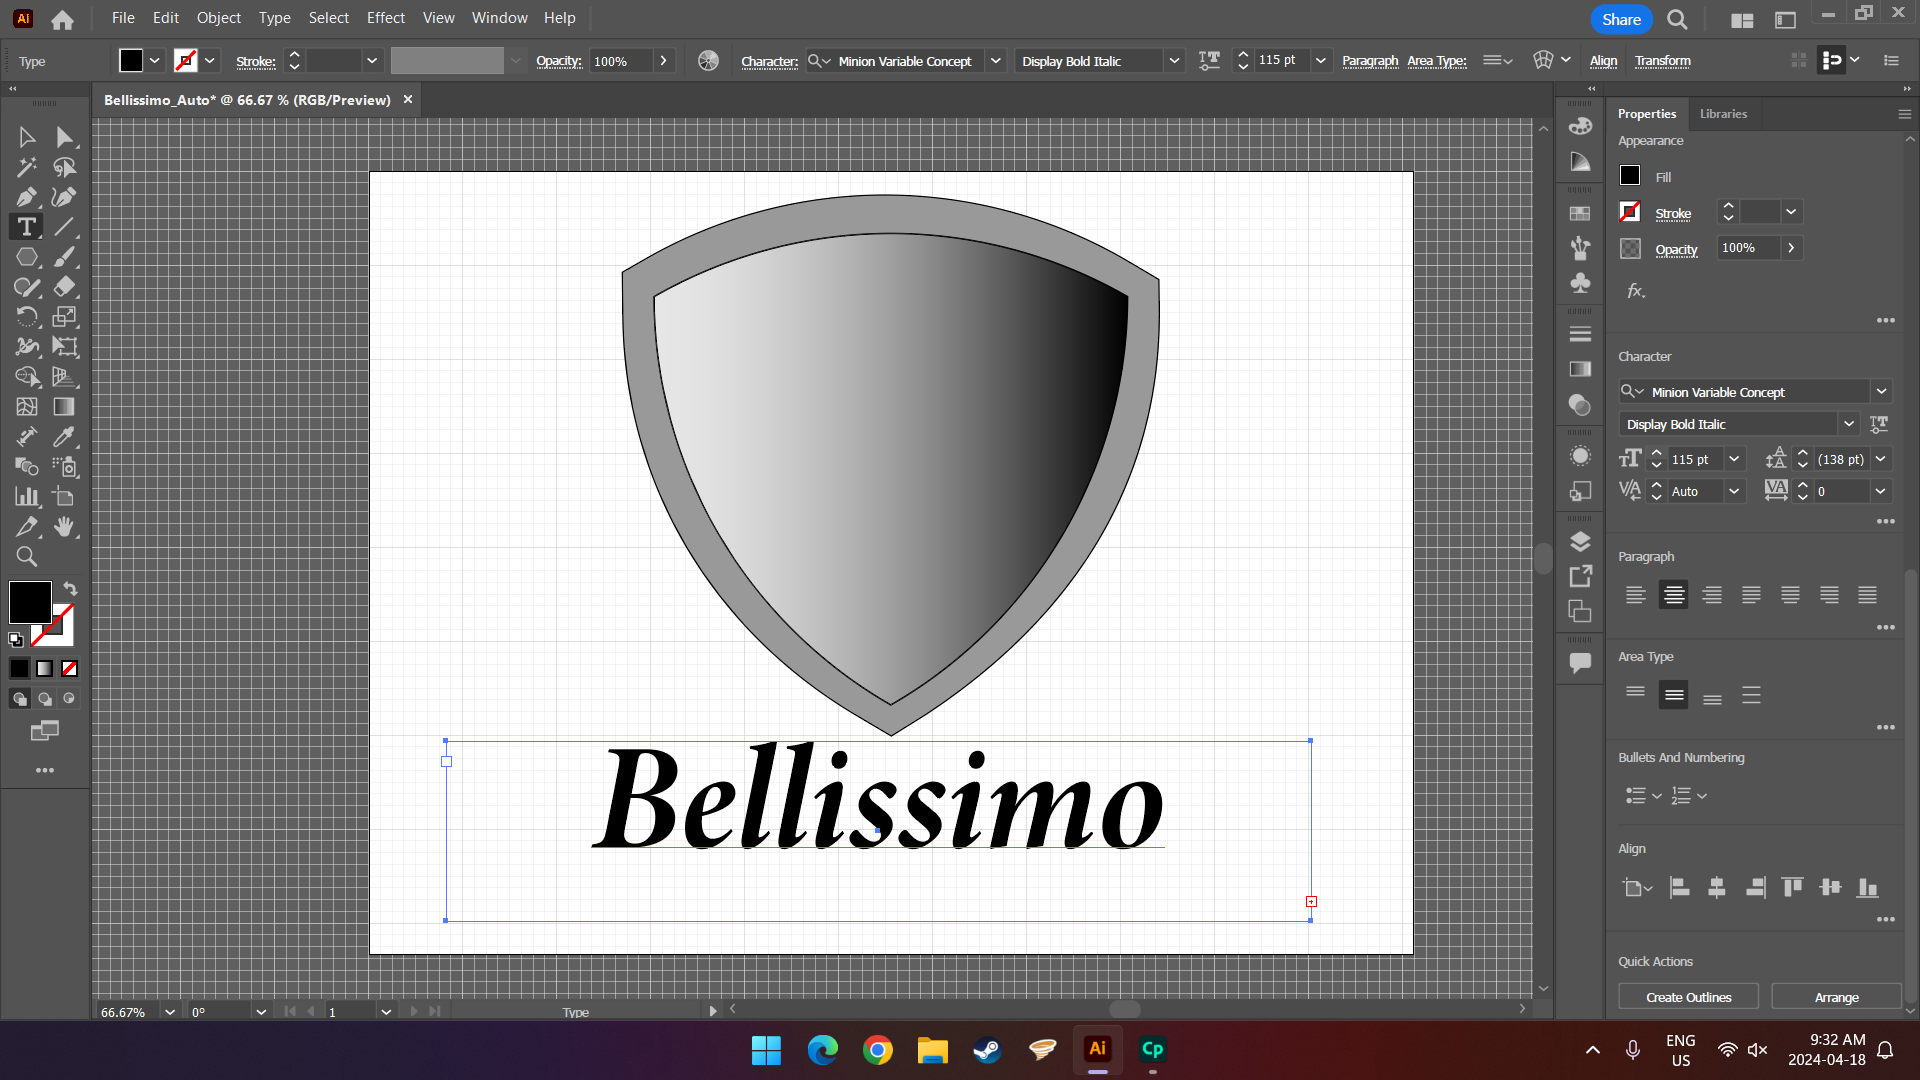 Ai File Edit Object Type Select Effect View Window Help Share
Type Stroke: Opacity: 100% Character: Minion Variable Concept Display Bold Italic 115 pt Paragraph Area Type: Align Transform
Bellissimo_Auto* @ 66.67 % (RGB/Preview)
Properties Libraries
Appearance
Fill
Stroke
Opacity 100%
fx
Character
Minion Variable Concept
Display Bold Italic
115 pt (138 pt)
Auto 0
Paragraph
Area Type
Bullets And Numbering
Align
Quick Actions
Create Outlines Arrange
Bellissimo
66.67% 0° 1 Type
Ai Cp
ENG
US
9:32 AM
2024-04-18